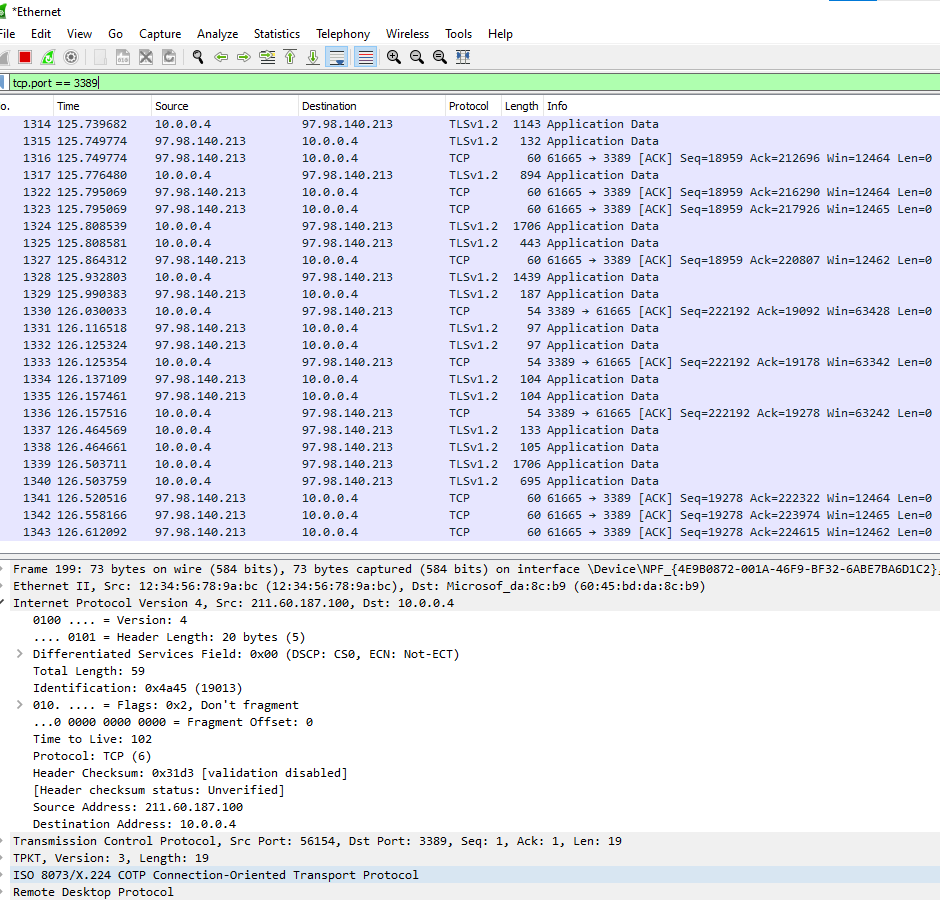 *Ethernet
File Edit View Go Capture Analyze Statistics Telephony Wireless Tools Help
tcp.port == 3389
o. Time Source Destination Protocol Length Info
1314 125.739682 10.0.0.4 97.98.140.213 TLSv1.2 1143 Application Data
1315 125.749774 97.98.140.213 10.0.0.4 TLSv1.2 132 Application Data
1316 125.749774 97.98.140.213 10.0.0.4 TCP 60 61665 → 3389 [ACK] Seq=18959 Ack=212696 Win=12464 Len=0
1317 125.776480 10.0.0.4 97.98.140.213 TLSv1.2 894 Application Data
1322 125.795069 97.98.140.213 10.0.0.4 TCP 60 61665 → 3389 [ACK] Seq=18959 Ack=216290 Win=12464 Len=0
1323 125.795069 97.98.140.213 10.0.0.4 TCP 60 61665 → 3389 [ACK] Seq=18959 Ack=217926 Win=12465 Len=0
1324 125.808539 10.0.0.4 97.98.140.213 TLSv1.2 1706 Application Data
1325 125.808581 10.0.0.4 97.98.140.213 TLSv1.2 443 Application Data
1327 125.864312 97.98.140.213 10.0.0.4 TCP 60 61665 → 3389 [ACK] Seq=18959 Ack=220807 Win=12462 Len=0
1328 125.932803 10.0.0.4 97.98.140.213 TLSv1.2 1439 Application Data
1329 125.990383 97.98.140.213 10.0.0.4 TLSv1.2 187 Application Data
1330 126.030033 10.0.0.4 97.98.140.213 TCP 54 3389 → 61665 [ACK] Seq=222192 Ack=19092 Win=63428 Len=0
1331 126.116518 97.98.140.213 10.0.0.4 TLSv1.2 97 Application Data
1332 126.125324 97.98.140.213 10.0.0.4 TLSv1.2 97 Application Data
1333 126.125354 10.0.0.4 97.98.140.213 TCP 54 3389 → 61665 [ACK] Seq=222192 Ack=19178 Win=63342 Len=0
1334 126.137109 97.98.140.213 10.0.0.4 TLSv1.2 104 Application Data
1335 126.157461 97.98.140.213 10.0.0.4 TLSv1.2 104 Application Data
1336 126.157516 10.0.0.4 97.98.140.213 TCP 54 3389 → 61665 [ACK] Seq=222192 Ack=19278 Win=63242 Len=0
1337 126.464569 10.0.0.4 97.98.140.213 TLSv1.2 133 Application Data
1338 126.464661 10.0.0.4 97.98.140.213 TLSv1.2 105 Application Data
1339 126.503711 10.0.0.4 97.98.140.213 TLSv1.2 1706 Application Data
1340 126.503759 10.0.0.4 97.98.140.213 TLSv1.2 695 Application Data
1341 126.520516 97.98.140.213 10.0.0.4 TCP 60 61665 → 3389 [ACK] Seq=19278 Ack=222322 Win=12464 Len=0
1342 126.558166 97.98.140.213 10.0.0.4 TCP 60 61665 → 3389 [ACK] Seq=19278 Ack=223974 Win=12465 Len=0
1343 126.612092 97.98.140.213 10.0.0.4 TCP 60 61665 → 3389 [ACK] Seq=19278 Ack=224615 Win=12462 Len=0
Frame 199: 73 bytes on wire (584 bits), 73 bytes captured (584 bits) on interface \Device\NPF_{4E9B0872-001A-46F9-BF32-6ABE7BA6D1C2},
Ethernet II, Src: 12:34:56:78:9a:bc (12:34:56:78:9a:bc), Dst: Microsof_da:8c:b9 (60:45:bd:da:8c:b9)
Internet Protocol Version 4, Src: 211.60.187.100, Dst: 10.0.0.4
0100 .... = Version: 4
.... 0101 = Header Length: 20 bytes (5)
Differentiated Services Field: 0x00 (DSCP: CS0, ECN: Not-ECT)
Total Length: 59
Identification: 0x4a45 (19013)
010. .... = Flags: 0x2, Don't fragment
...0 0000 0000 0000 = Fragment Offset: 0
Time to Live: 102
Protocol: TCP (6)
Header Checksum: 0x31d3 [validation disabled]
[Header checksum status: Unverified]
Source Address: 211.60.187.100
Destination Address: 10.0.0.4
Transmission Control Protocol, Src Port: 56154, Dst Port: 3389, Seq: 1, Ack: 1, Len: 19
TPKT, Version: 3, Length: 19
ISO 8073/X.224 COTP Connection-Oriented Transport Protocol
Remote Desktop Protocol